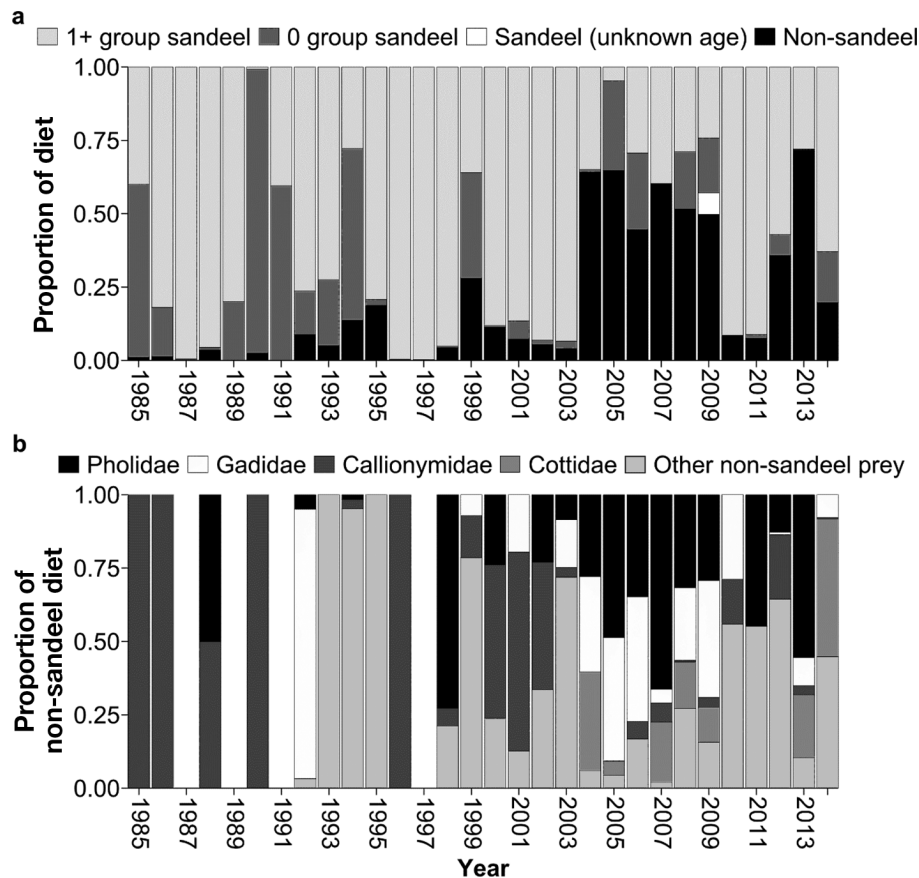 a
1+ group sandeel 0 group sandeel Sandeel (unknown age) Non-sandeel
Proportion of diet
1.00
0.75
0.50
0.25
0.00
1985 1987 1989 1991 1993 1995 1997 1999 2001 2003 2005 2007 2009 2011 2013
b
Pholidae Gadidae Callionymidae Cottidae Other non-sandeel prey
Proportion of
non-sandeel diet
1.00
0.75
0.50
0.25
0.00
1985 1987 1989 1991 1993 1995 1997 1999 2001 2003 2005 2007 2009 2011 2013
Year